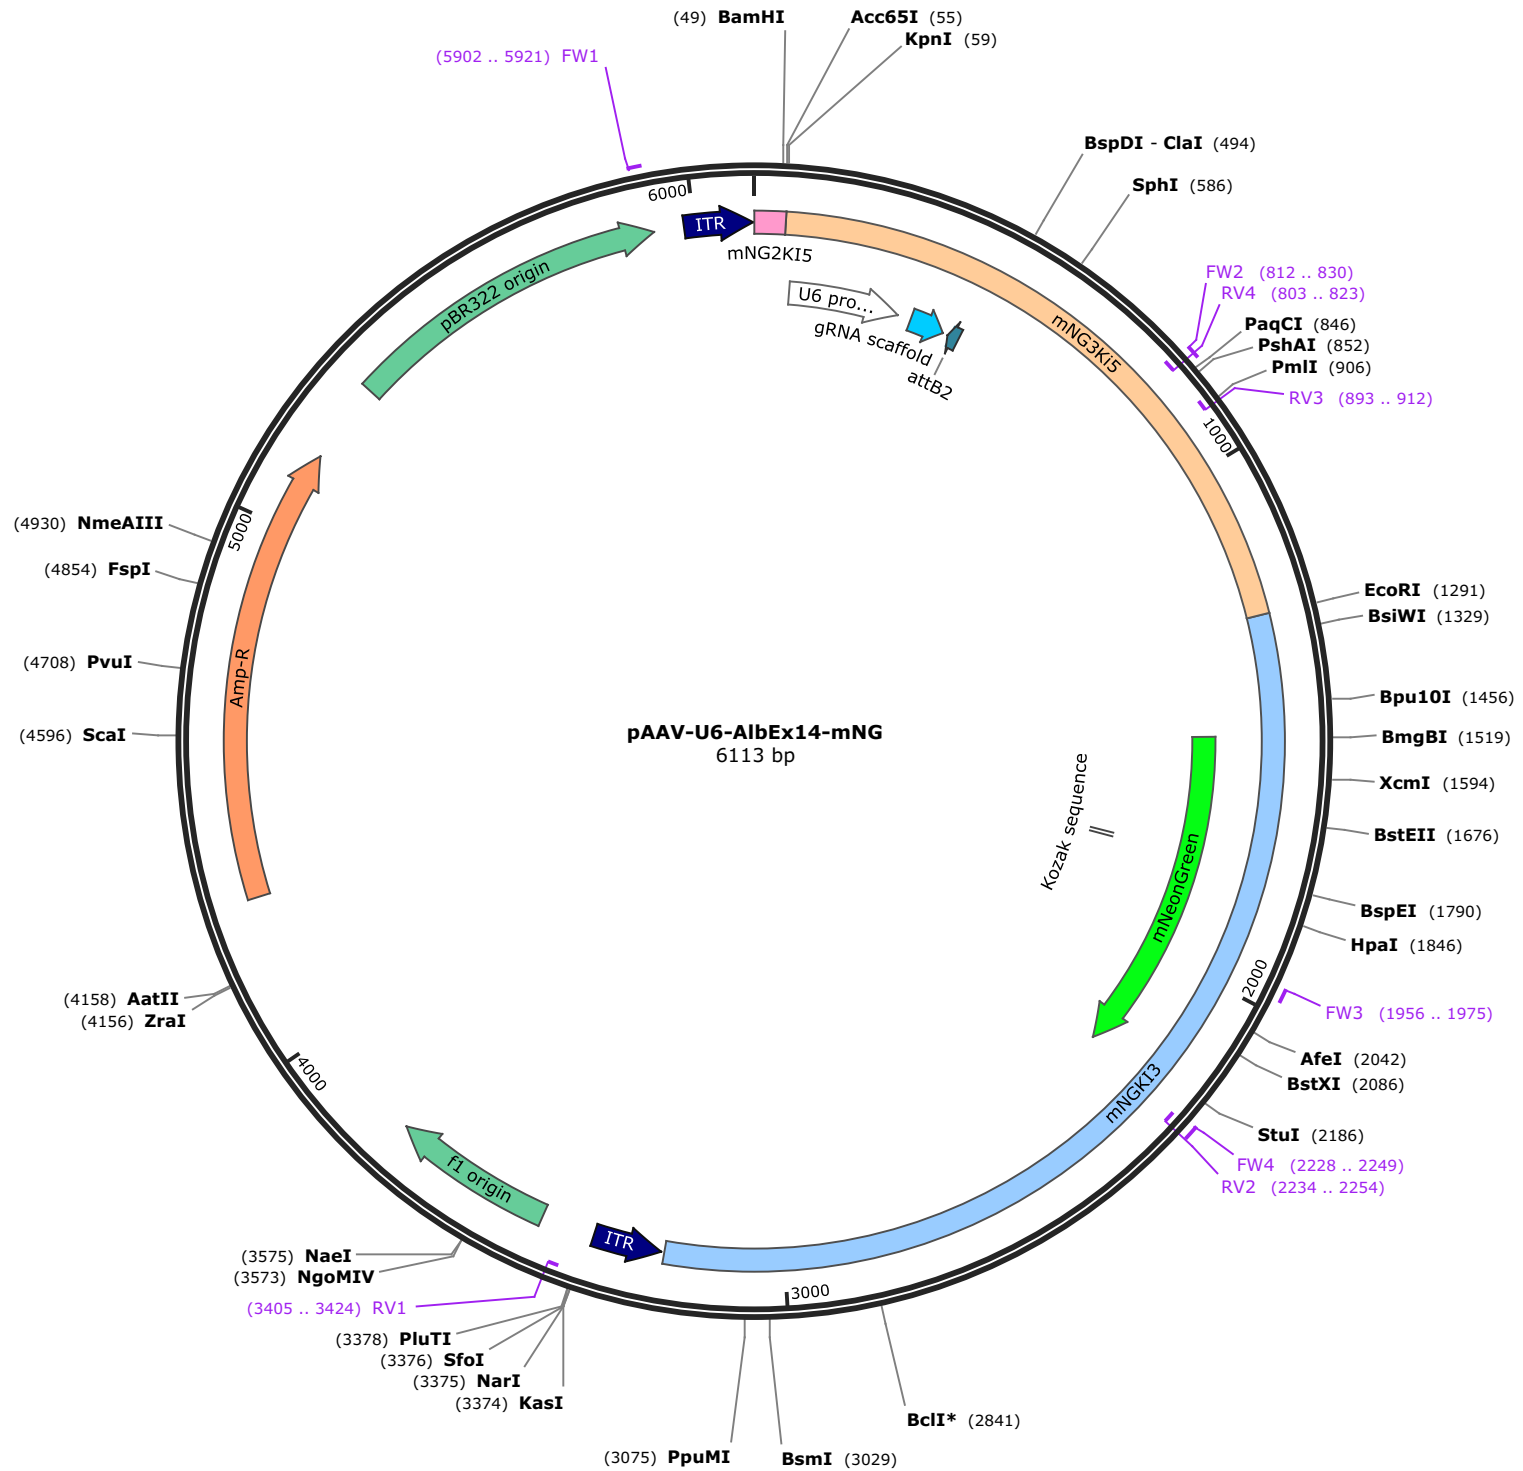 (49) BamHI
Acc65I (55)
KpnI (59)
(5902 .. 5921) FW1
BspDI - ClaI (494)
SphI (586)
6000
ITR
mNG2KI5
FW2 (812 .. 830)
RV4 (803 .. 823)
PaqCI (846)
PshAI (852)
PmlI (906)
RV3 (893 .. 912)
pBR322 origin
U6 pro...
gRNA scaffold
attB2
mNG3Ki5
1000
(4930) NmeAIII
(4854) FspI
5000
EcoRI (1291)
BsiWI (1329)
(4708) PvuI
Amp-R
(4596) ScaI
pAAV-U6-AlbEx14-mNG
6113 bp
Bpu10I (1456)
BmgBI (1519)
XcmI (1594)
BstEII (1676)
Kozak sequence
mNeonGreen
BspEI (1790)
HpaI (1846)
2000
FW3 (1956 .. 1975)
(4158) AatII
(4156) ZraI
AfeI (2042)
BstXI (2086)
4000
mNGKI3
StuI (2186)
FW4 (2228 .. 2249)
RV2 (2234 .. 2254)
f1 origin
ITR
(3575) NaeI
(3573) NgoMIV
(3405 .. 3424) RV1
3000
(3378) PluTI
(3376) SfoI
(3375) NarI
(3374) KasI
BclI* (2841)
(3075) PpuMI
BsmI (3029)